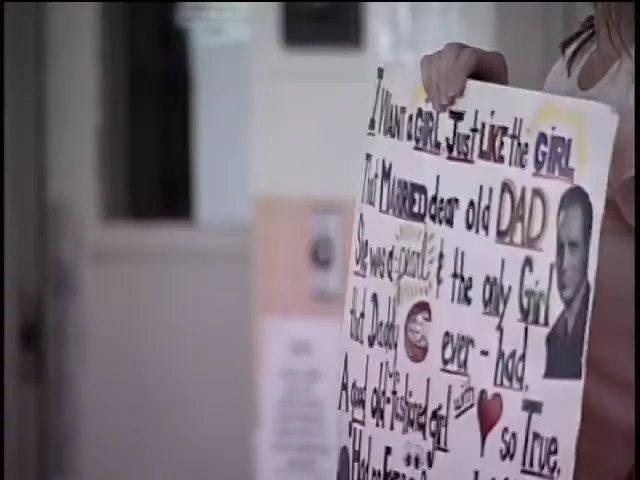 I WANT a GIRL Just LIKE the GIRL
That MARRIED dear old DAD
She was a pearl & the only Girl
that Daddy ever-had,
A good old-fashioned girl with so True,